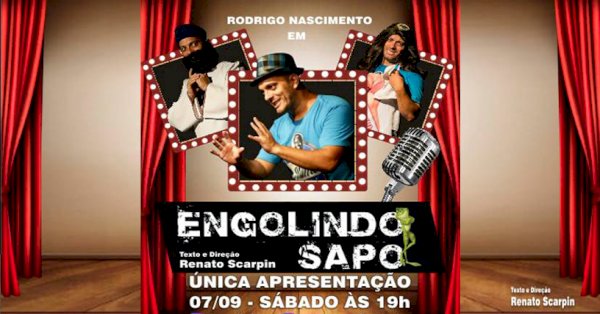 RODRIGO NASCIMENTO
EM
ENGOLINDO
SAPO
Texto e Direção
Renato Scarpin
ÚNICA APRESENTAÇÃO
07/09 - SÁBADO ÀS 19h
Texto e Direção
Renato Scarpin